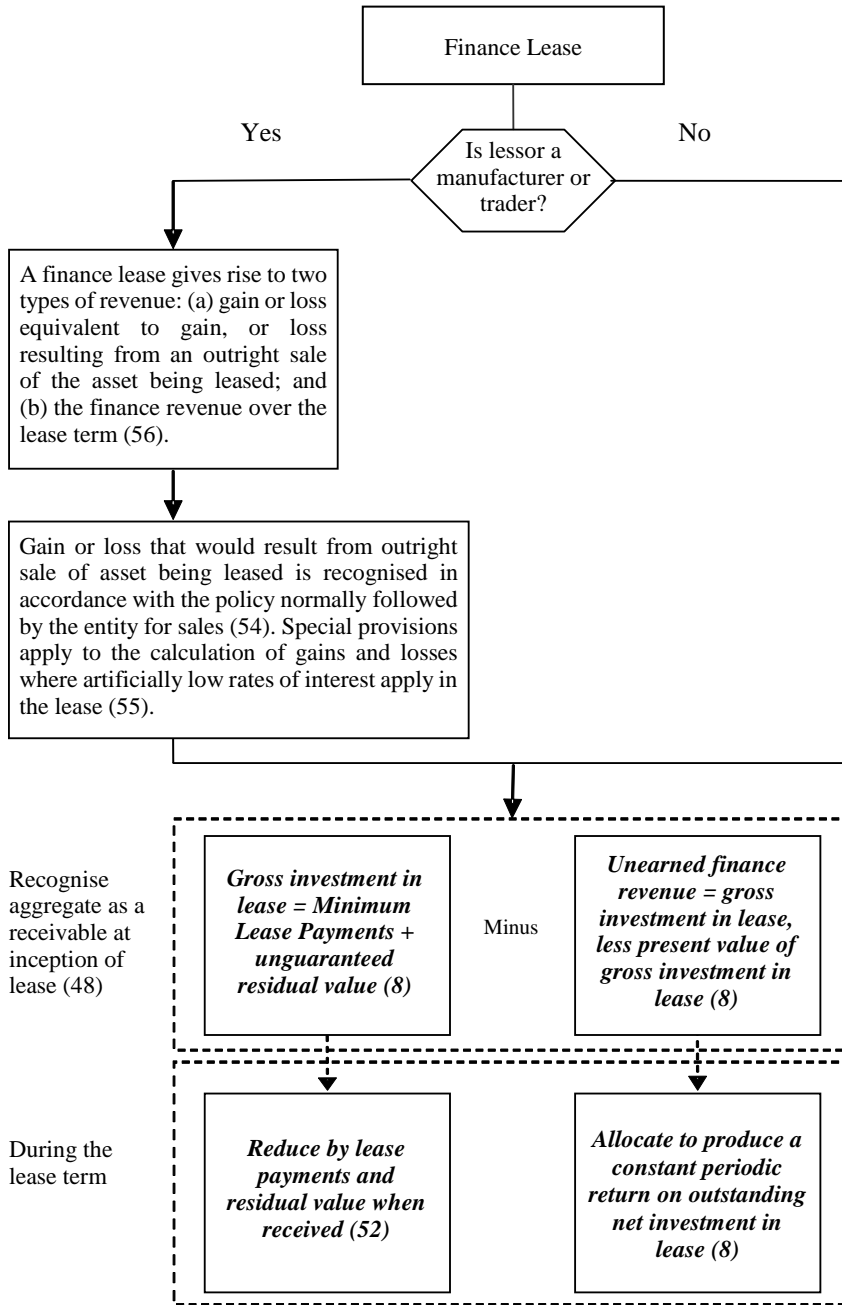 Finance Lease
Yes
No
Is lessor a
manufacturer or
trader?
A finance lease gives rise to two
types of revenue: (a) gain or loss
equivalent to gain, or loss
resulting from an outright sale
of the asset being leased; and
(b) the finance revenue over the
lease term (56).
Gain or loss that would result from outright
sale of asset being leased is recognised in
accordance with the policy normally followed
by the entity for sales (54). Special provisions
apply to the calculation of gains and losses
where artificially low rates of interest apply in
the lease (55).
Recognise
aggregate as a
receivable at
inception of
lease (48)
Gross investment in
lease = Minimum
Lease Payments +
unguaranteed
residual value (8)
Minus
Unearned finance
revenue = gross
investment in lease,
less present value of
gross investment in
lease (8)
During the
lease term
Reduce by lease
payments and
residual value when
received (52)
Allocate to produce a
constant periodic
return on outstanding
net investment in
lease (8)